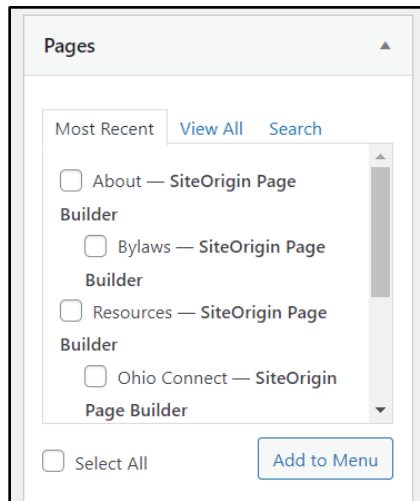 Pages
Most Recent View All Search
About — SiteOrigin Page
Builder
Bylaws — SiteOrigin Page
Builder
Resources — SiteOrigin Page
Builder
Ohio Connect — SiteOrigin
Page Builder
Select All Add to Menu